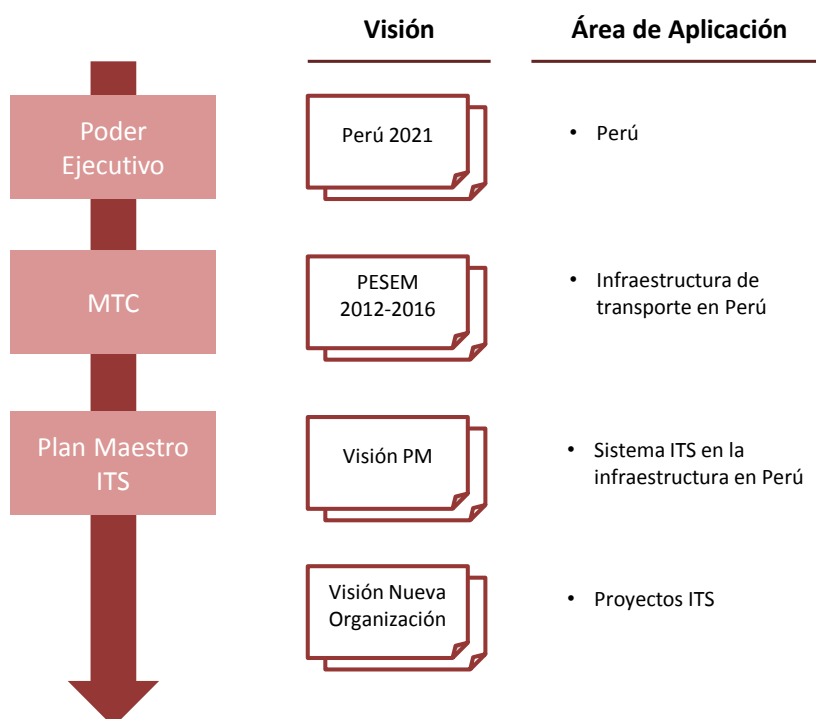 Visión
Área de Aplicación
Poder
Ejecutivo
Perú 2021
• Perú
MTC
PESEM
2012-2016
• Infraestructura de
transporte en Perú
Plan Maestro
ITS
Visión PM
• Sistema ITS en la
infraestructura en Perú
Visión Nueva
Organización
• Proyectos ITS